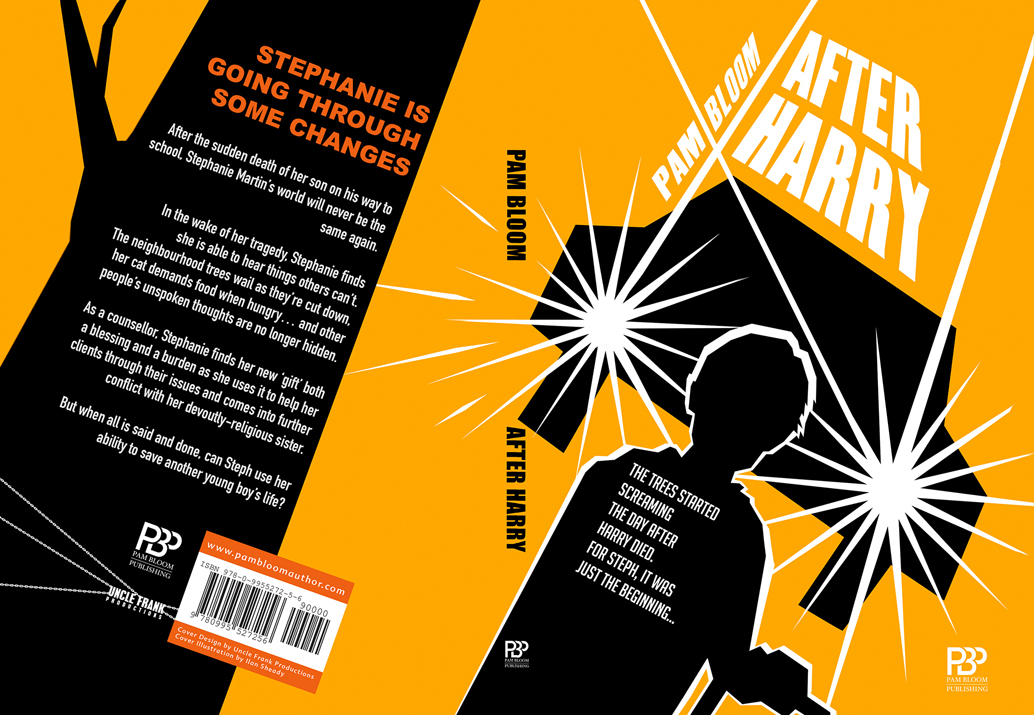 STEPHANIE IS
GOING THROUGH
SOME CHANGES
After the sudden death of her son on his way to
school, Stephanie Martin's world will never be the
same again.
In the wake of her tragedy, Stephanie finds
she is able to hear things others can't.
The neighbourhood trees wail as they're cut down,
her cat demands food when hungry... and other
people's unspoken thoughts are no longer hidden.
As a counsellor, Stephanie finds her new 'gift' both
a blessing and a burden as she uses it to help her
clients through their issues and comes into further
conflict with her devoutly-religious sister.
But when all is said and done, can Steph use her
ability to save another young boy's life?
PBP
PAM BLOOM
PUBLISHING
UNCLE FRANK
PRODUCTIONS
www.pambloomauthor.com
ISBN 978-0-9955272-5-6
90000
9 780995 527256
Cover Design by Uncle Frank Productions
Cover Illustration by Ilan Sheady
PAM BLOOM
AFTER HARRY
PBP
PAM BLOOM
PUBLISHING
PAM BLOOM
AFTER
HARRY
THE TREES STARTED
SCREAMING
THE DAY AFTER
HARRY DIED.
FOR STEPH, IT WAS
JUST THE BEGINNING...
PBP
PAM BLOOM
PUBLISHING